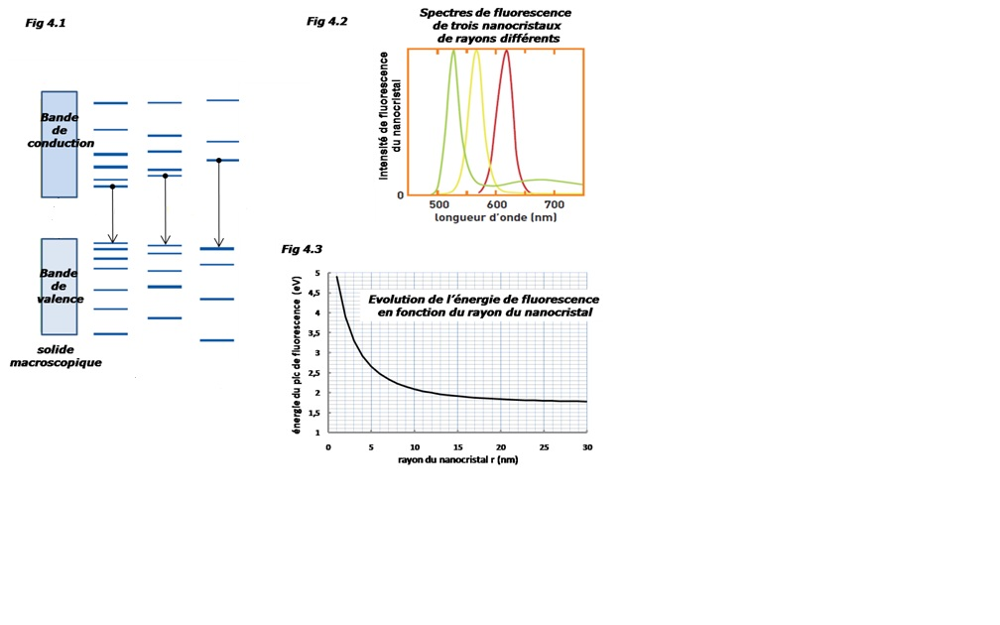 Fig 4.1
Bande
de
conduction
Bande
de
valence
solide
macroscopique
Fig 4.2
Spectres de fluorescence
de trois nanocristaux
de rayons différents
Intensité de fluorescence
du nanocristal
0
500 600 700
longueur d'onde (nm)
Fig 4.3
Evolution de l'énergie de fluorescence
en fonction du rayon du nanocristal
énergie du pic de fluorescence (eV)
5
4,5
4
3,5
3
2,5
2
1,5
1
0 5 10 15 20 25 30
rayon du nanocristal r (nm)